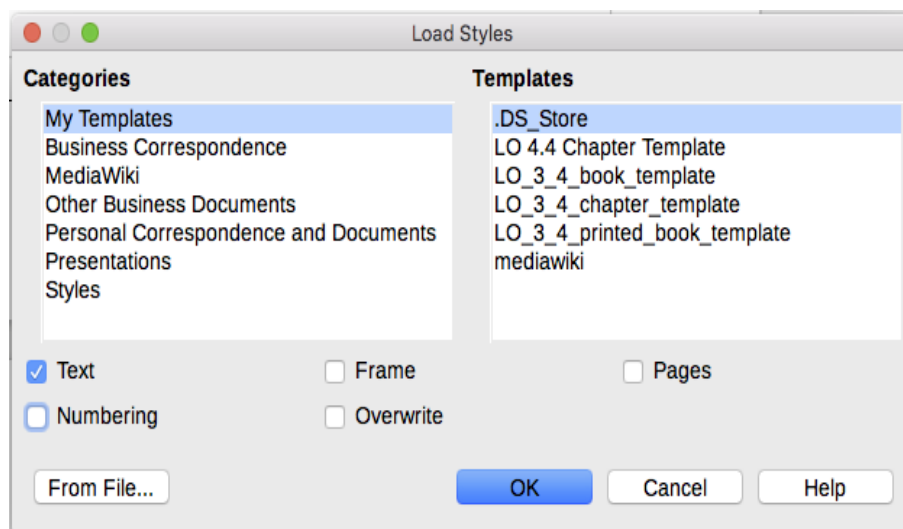 Load Styles
Categories
My Templates
Business Correspondence
MediaWiki
Other Business Documents
Personal Correspondence and Documents
Presentations
Styles
Templates
.DS_Store
LO 4.4 Chapter Template
LO_3_4_book_template
LO_3_4_chapter_template
LO_3_4_printed_book_template
mediawiki
Text
Frame
Pages
Numbering
Overwrite
From File...
OK
Cancel
Help